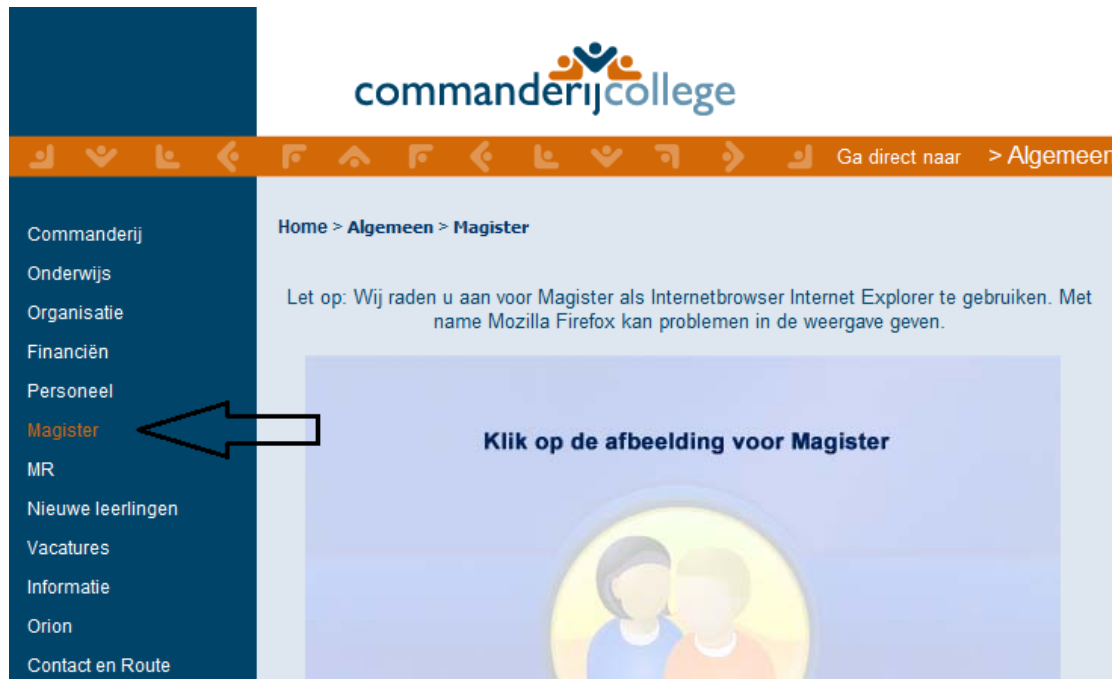 commanderijcollege
Ga direct naar > Algemeen
Home > Algemeen > Magister
Commanderij
Onderwijs
Organisatie
Financiën
Personeel
Magister
MR
Nieuwe leerlingen
Vacatures
Informatie
Orion
Contact en Route
Let op: Wij raden u aan voor Magister als Internetbrowser Internet Explorer te gebruiken. Met
name Mozilla Firefox kan problemen in de weergave geven.
Klik op de afbeelding voor Magister